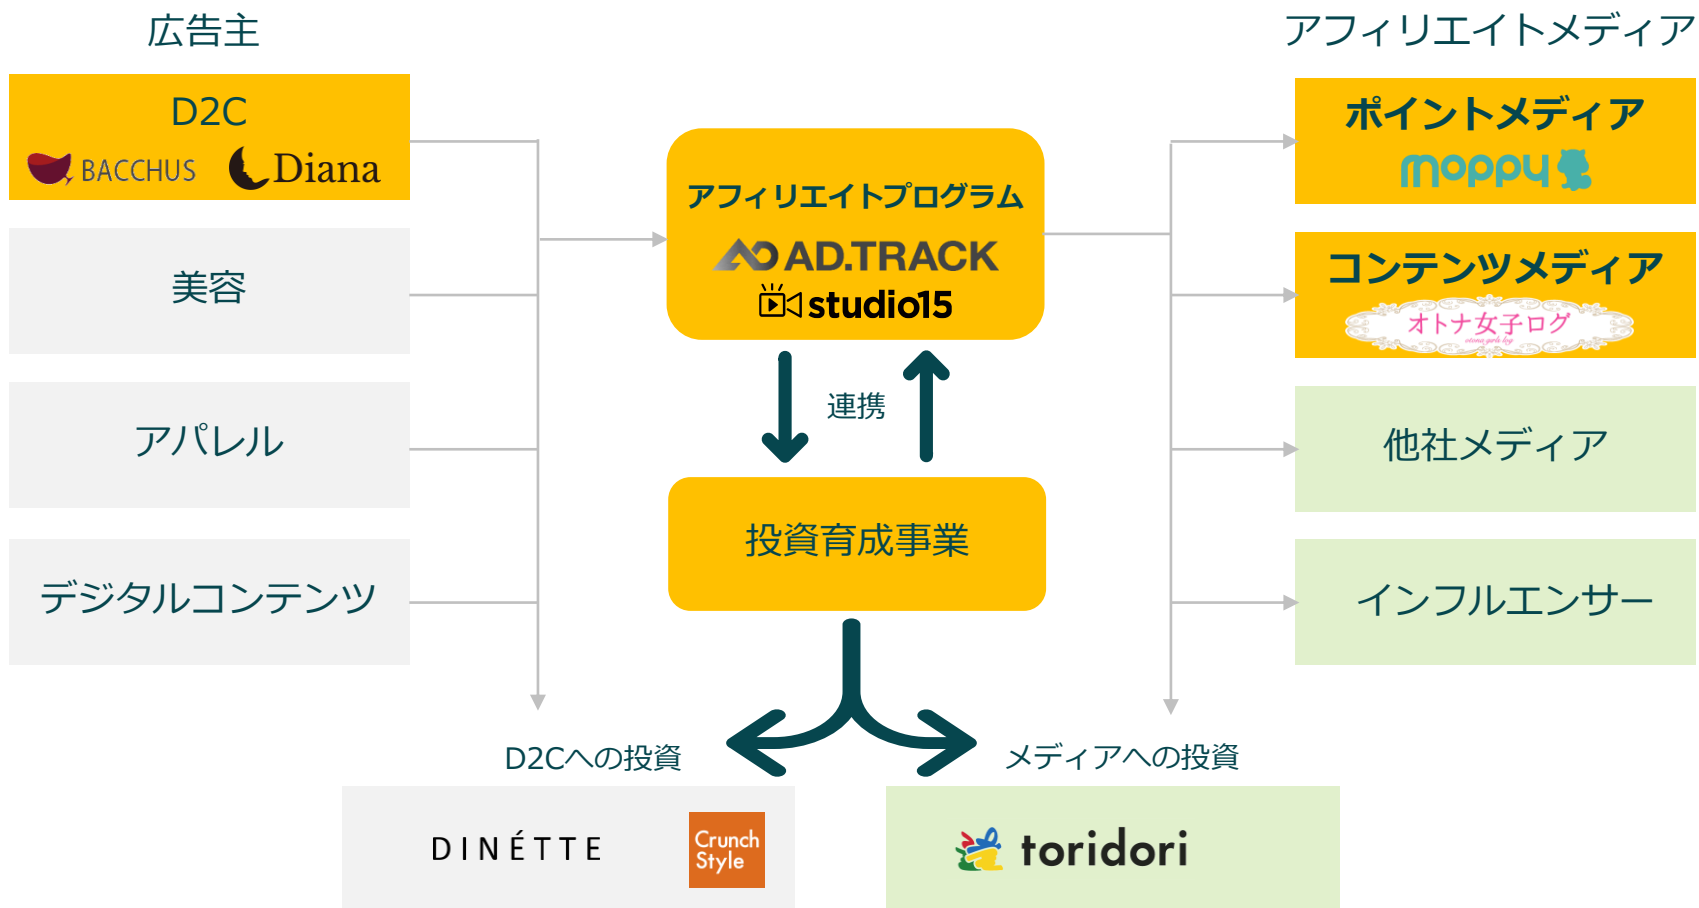 広告主
アフィリエイトメディア
D2C
BACCHUS
Diana
美容
アパレル
デジタルコンテンツ
アフィリエイトプログラム
AD.TRACK
studio15
連携
投資育成事業
ポイントメディア
moppy
コンテンツメディア
オトナ女子ログ
otona girls log
他社メディア
インフルエンサー
D2Cへの投資
DINÉTTE
Crunch
Style
メディアへの投資
toridori